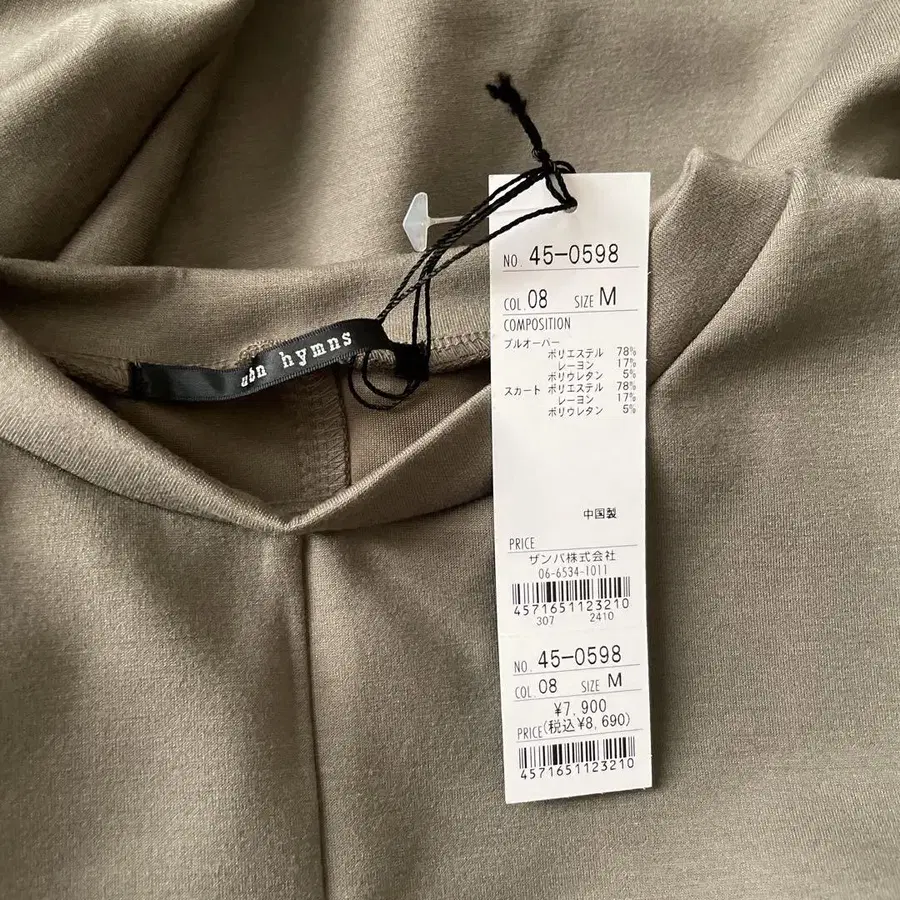 ubn hymns
NO. 45-0598
COL. 08 SIZE M
COMPOSITION
プルオーバー
ポリエステル 78%
レーヨン 17%
ポリウレタン 5%
スカート ポリエステル 78%
レーヨン 17%
ポリウレタン 5%
中国製
PRICE
ザンパ株式会社
06-6534-1011
4571651123210
307 2410
NO. 45-0598
COL. 08 SIZE M
¥7,900
PRICE(税込¥8,690)
4571651123210